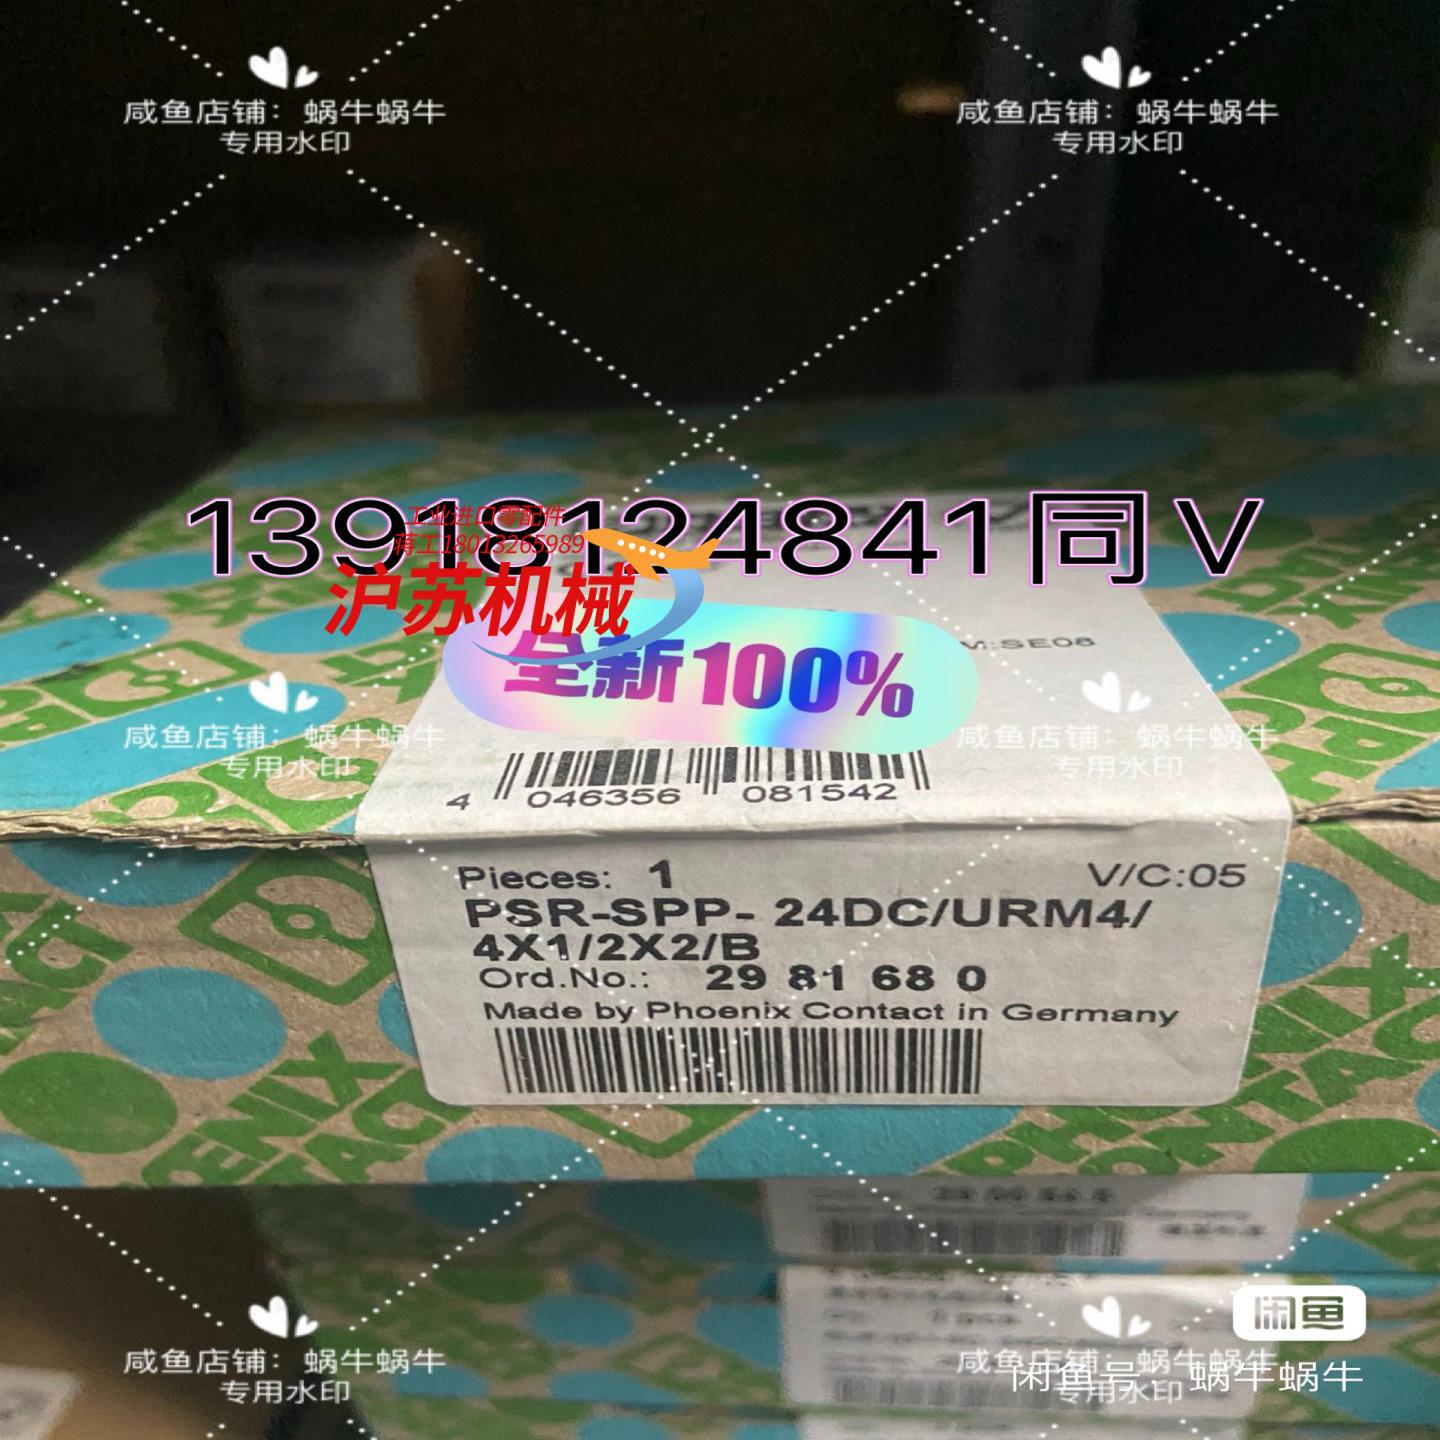 咸鱼店铺：蜗牛蜗牛
专用水印
咸鱼店铺：蜗牛蜗牛
专用水印
13918124841同V
工业进口零配件
蒋工18013265989
沪苏机械
全新100%
M:SE08
咸鱼店铺：蜗牛蜗牛
专用水印
咸鱼店铺：蜗牛蜗牛
专用水印
4 046356 081542
Pieces: 1
V/C:05
PSR-SPP- 24DC/URM4/
4X1/2X2/B
Ord.No.: 29 81 68 0
Made by Phoenix Contact in Germany
闲鱼
咸鱼店铺：蜗牛蜗牛
专用水印
咸鱼店铺：蜗牛蜗牛
专用水印
闲鱼号：蜗牛蜗牛